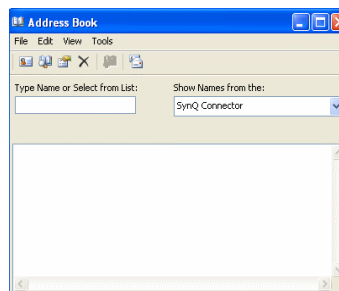 Address Book
File Edit View Tools
Type Name or Select from List: Show Names from the:
SynQ Connector